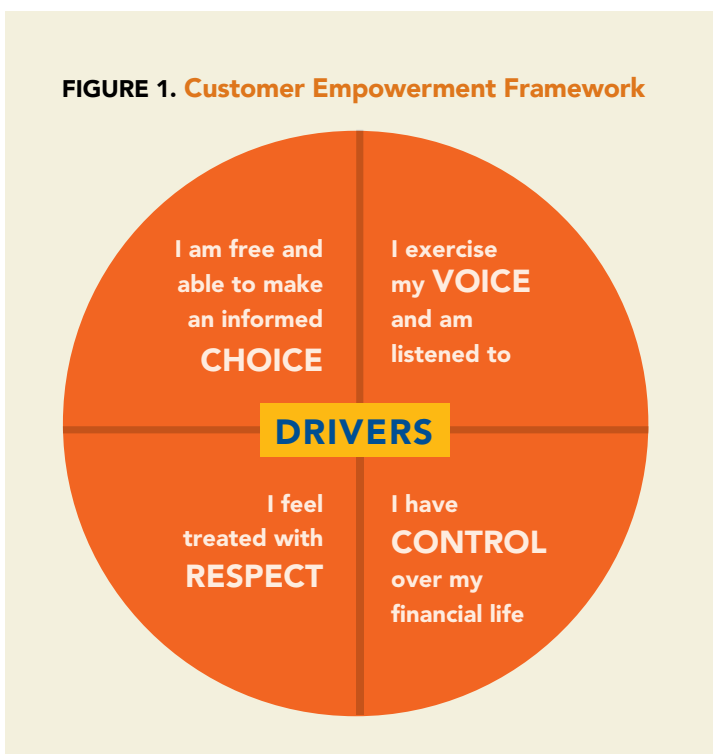 FIGURE 1. Customer Empowerment Framework
I am free and
able to make
an informed
CHOICE
I exercise
my VOICE
and am
listened to
DRIVERS
I feel
treated with
RESPECT
I have
CONTROL
over my
financial life